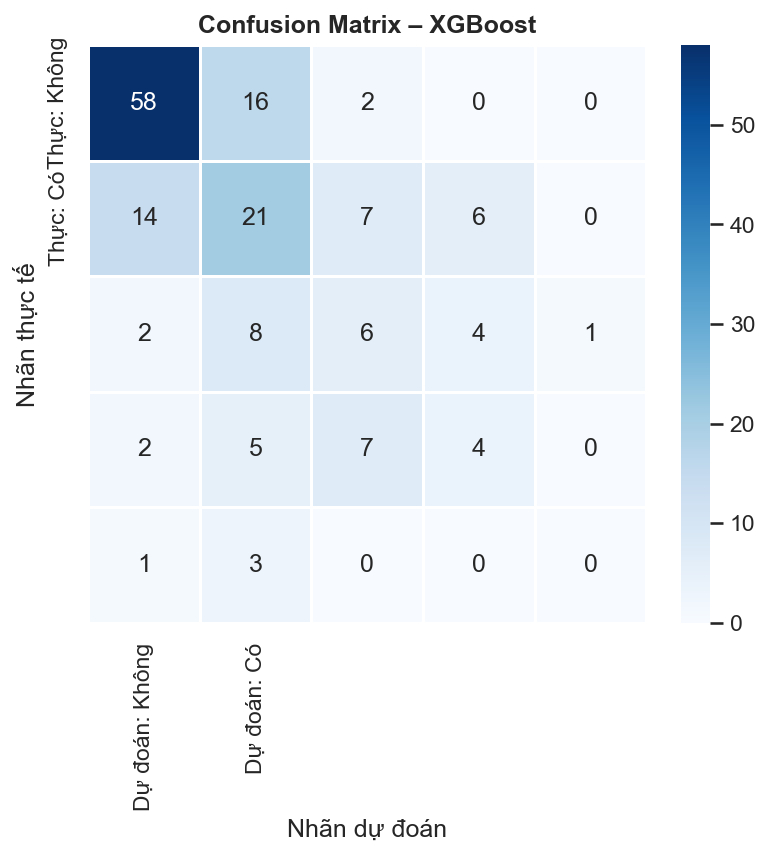 Confusion Matrix – XGBoost
Thực: Không
58 16 2 0 0
Thực: Có
14 21 7 6 0
2 8 6 4 1
2 5 7 4 0
1 3 0 0 0
Nhãn thực tế
Dự đoán: Không
Dự đoán: Có
Nhãn dự đoán
50
40
30
20
10
0